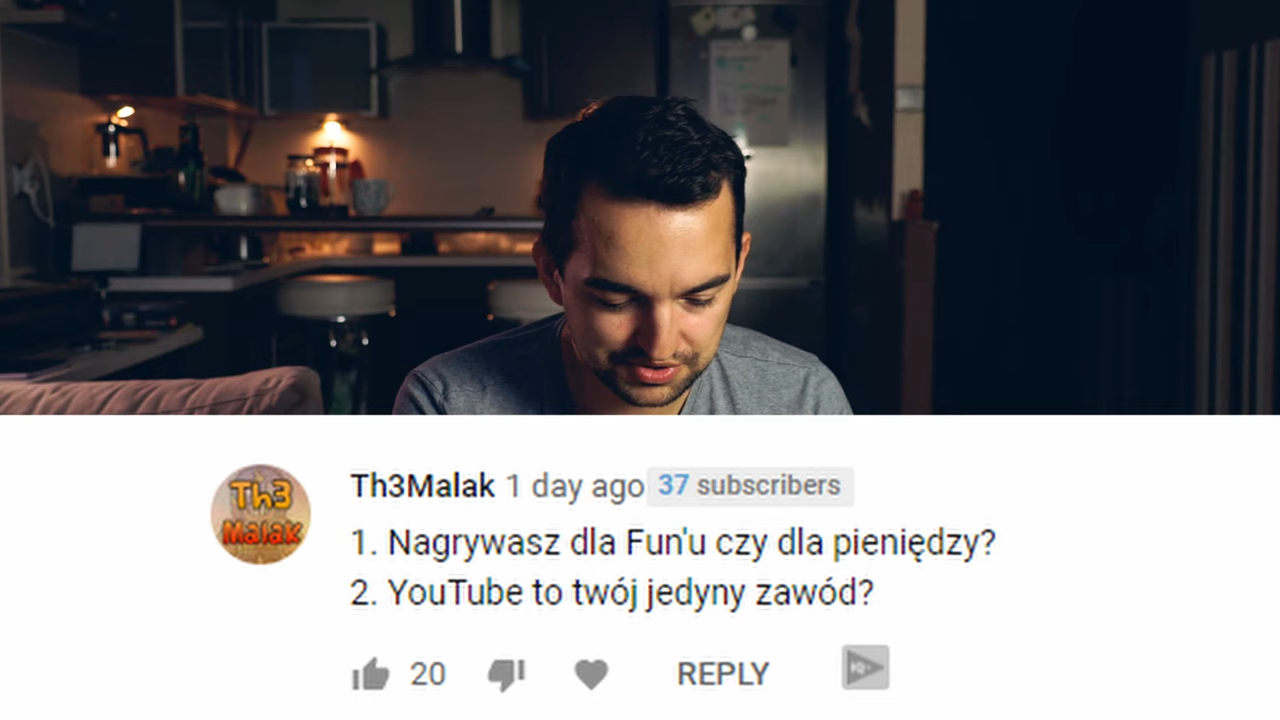 Th3
Malak
Th3Malak 1 day ago 37 subscribers
1. Nagrywasz dla Fun'u czy dla pieniędzy?
2. YouTube to twój jedyny zawód?
20 REPLY